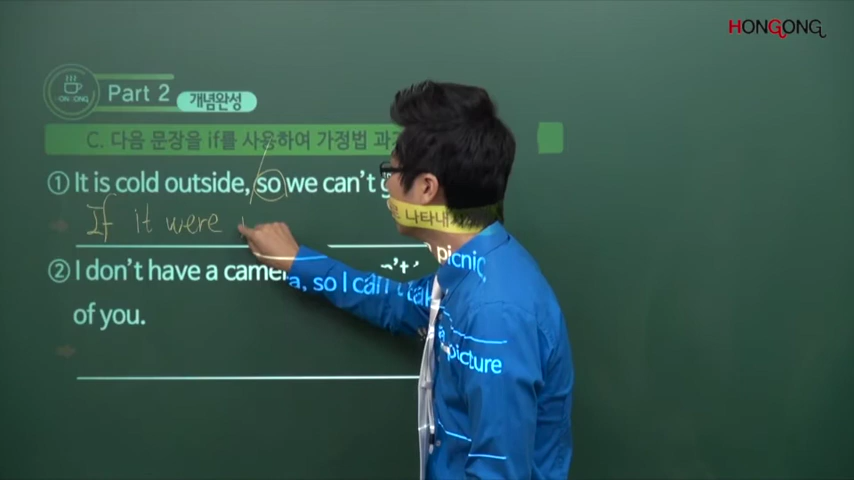 HONGONG
Part 2 개념완성
C. 다음 문장을 if를 사용하여 가정법 과거로 나타내
① It is cold outside, so we can't g
If it were
picnic
② I don't have a camera, so I can't tak a picture
of you.